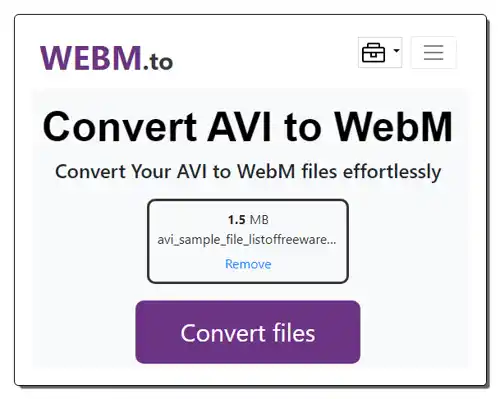 WEBM.to
Convert AVI to WebM
Convert Your AVI to WebM files effortlessly
1.5 MB
avi_sample_file_listoffreeware...
Remove
Convert files